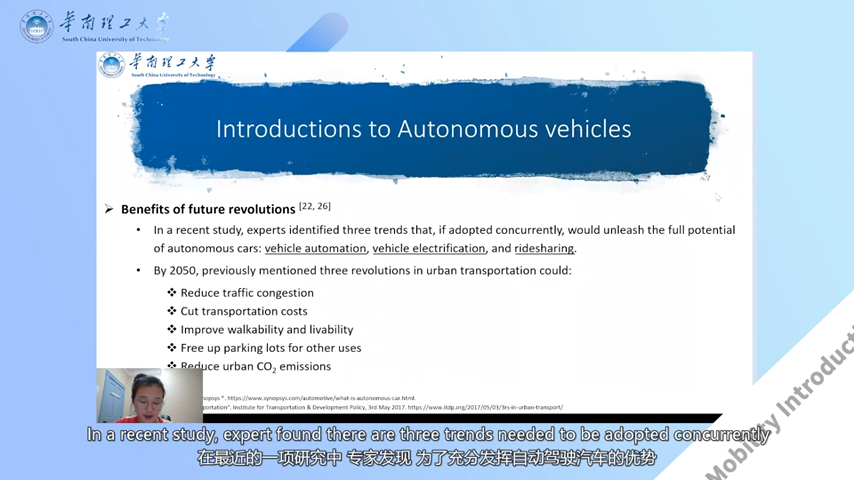 华南理工大学
South China University of Technology
华南理工大学
South China University of Technology
Introductions to Autonomous vehicles
➢ Benefits of future revolutions [22, 26]
• In a recent study, experts identified three trends that, if adopted concurrently, would unleash the full potential
of autonomous cars: vehicle automation, vehicle electrification, and ridesharing.
• By 2050, previously mentioned three revolutions in urban transportation could:
❖ Reduce traffic congestion
❖ Cut transportation costs
❖ Improve walkability and livability
❖ Free up parking lots for other uses
❖ Reduce urban CO2 emissions
https://www.synopsys.com/automotive/what-is-autonomous-car.html.
Institute for Transportation & Development Policy, 3rd May 2017. https://www.itdp.org/2017/05/03/3rs-in-urban-transport/
Mobility Introduct
In a recent study, expert found there are three trends needed to be adopted concurrently
在最近的一项研究中 专家发现 为了充分发挥自动驾驶汽车的优势